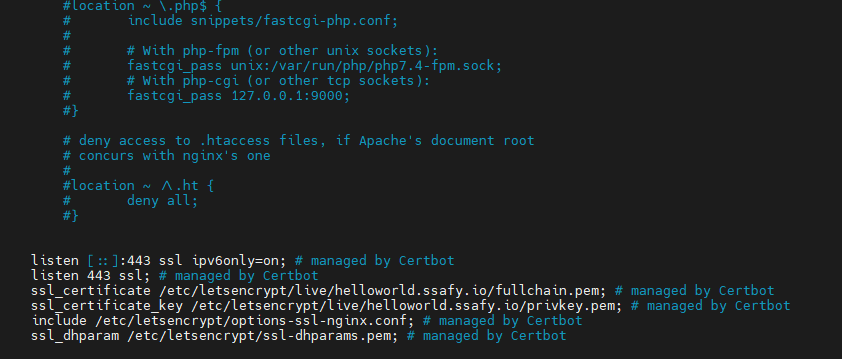 #location ~ \.php$ {
#       include snippets/fastcgi-php.conf;
#
#       # With php-fpm (or other unix sockets):
#       fastcgi_pass unix:/var/run/php/php7.4-fpm.sock;
#       # With php-cgi (or other tcp sockets):
#       fastcgi_pass 127.0.0.1:9000;
#}
# deny access to .htaccess files, if Apache's document root
# concurs with nginx's one
#
#location ~ /\.ht {
#       deny all;
#}
listen [::]:443 ssl ipv6only=on; # managed by Certbot
listen 443 ssl; # managed by Certbot
ssl_certificate /etc/letsencrypt/live/helloworld.ssafy.io/fullchain.pem; # managed by Certbot
ssl_certificate_key /etc/letsencrypt/live/helloworld.ssafy.io/privkey.pem; # managed by Certbot
include /etc/letsencrypt/options-ssl-nginx.conf; # managed by Certbot
ssl_dhparam /etc/letsencrypt/ssl-dhparams.pem; # managed by Certbot